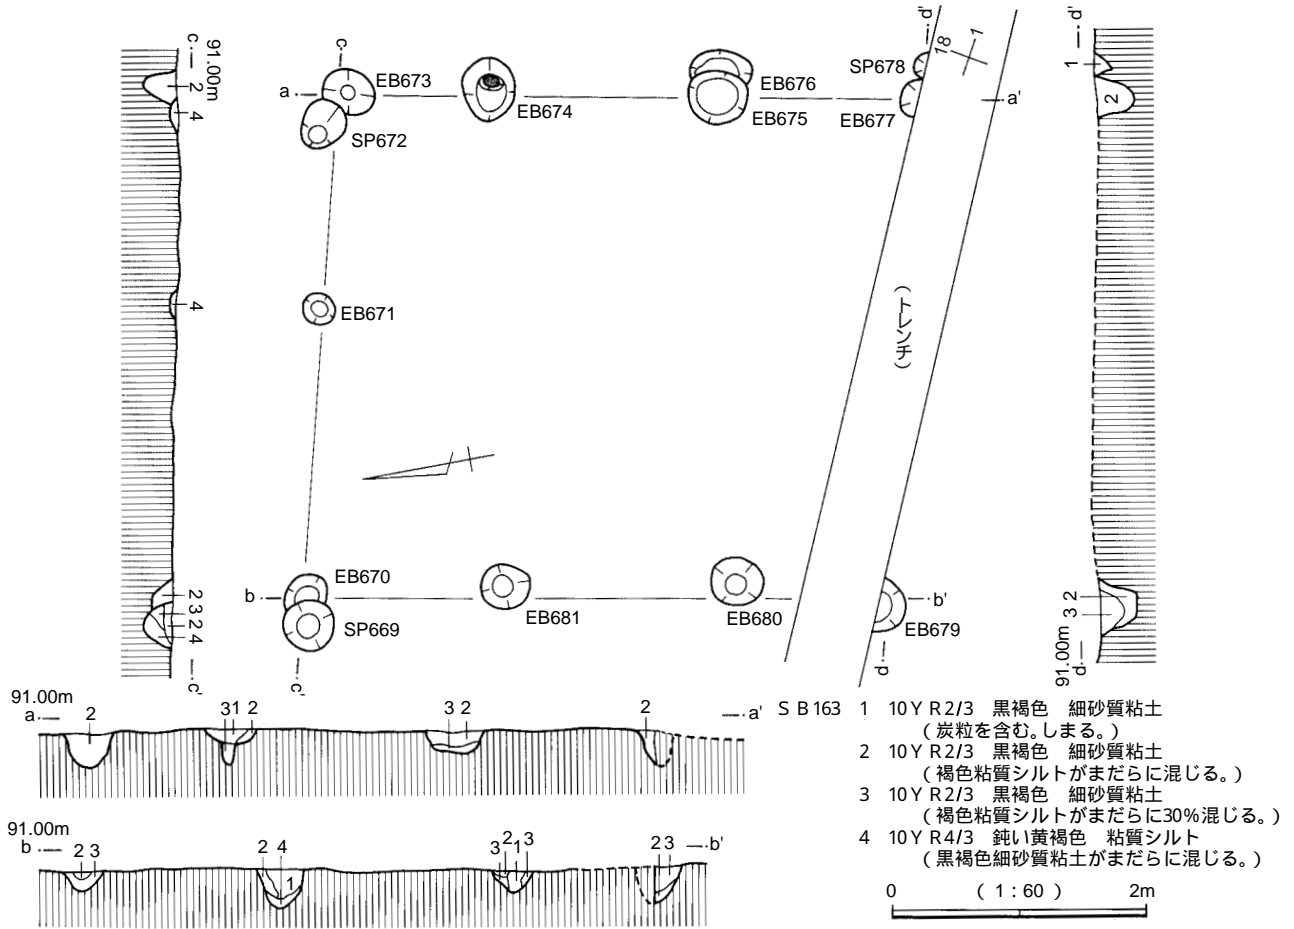 c
91.00m
2
4
4
2
3
2
4
c'
c
a
EB673
SP672
EB674
EB676
EB675
SP678
EB677
d'
18
1
a'
EB671
(トレンチ)
b
EB670
SP669
EB681
EB680
b'
EB679
c'
d
d'
1
2
2
3
91.00m
d
91.00m
a
2
3 1 2
3 2
2
a'
91.00m
b
2 3
2 4
1
3 2 1 3
2 3
b'
S B 163
1 10Y R2/3 黒褐色 細砂質粘土
(炭粒を含む。しまる。)
2 10Y R2/3 黒褐色 細砂質粘土
(褐色粘質シルトがまだらに混じる。)
3 10Y R2/3 黒褐色 細砂質粘土
(褐色粘質シルトがまだらに30%混じる。)
4 10Y R4/3 鈍い黄褐色 粘質シルト
(黒褐色細砂質粘土がまだらに混じる。)
0 (1:60) 2m